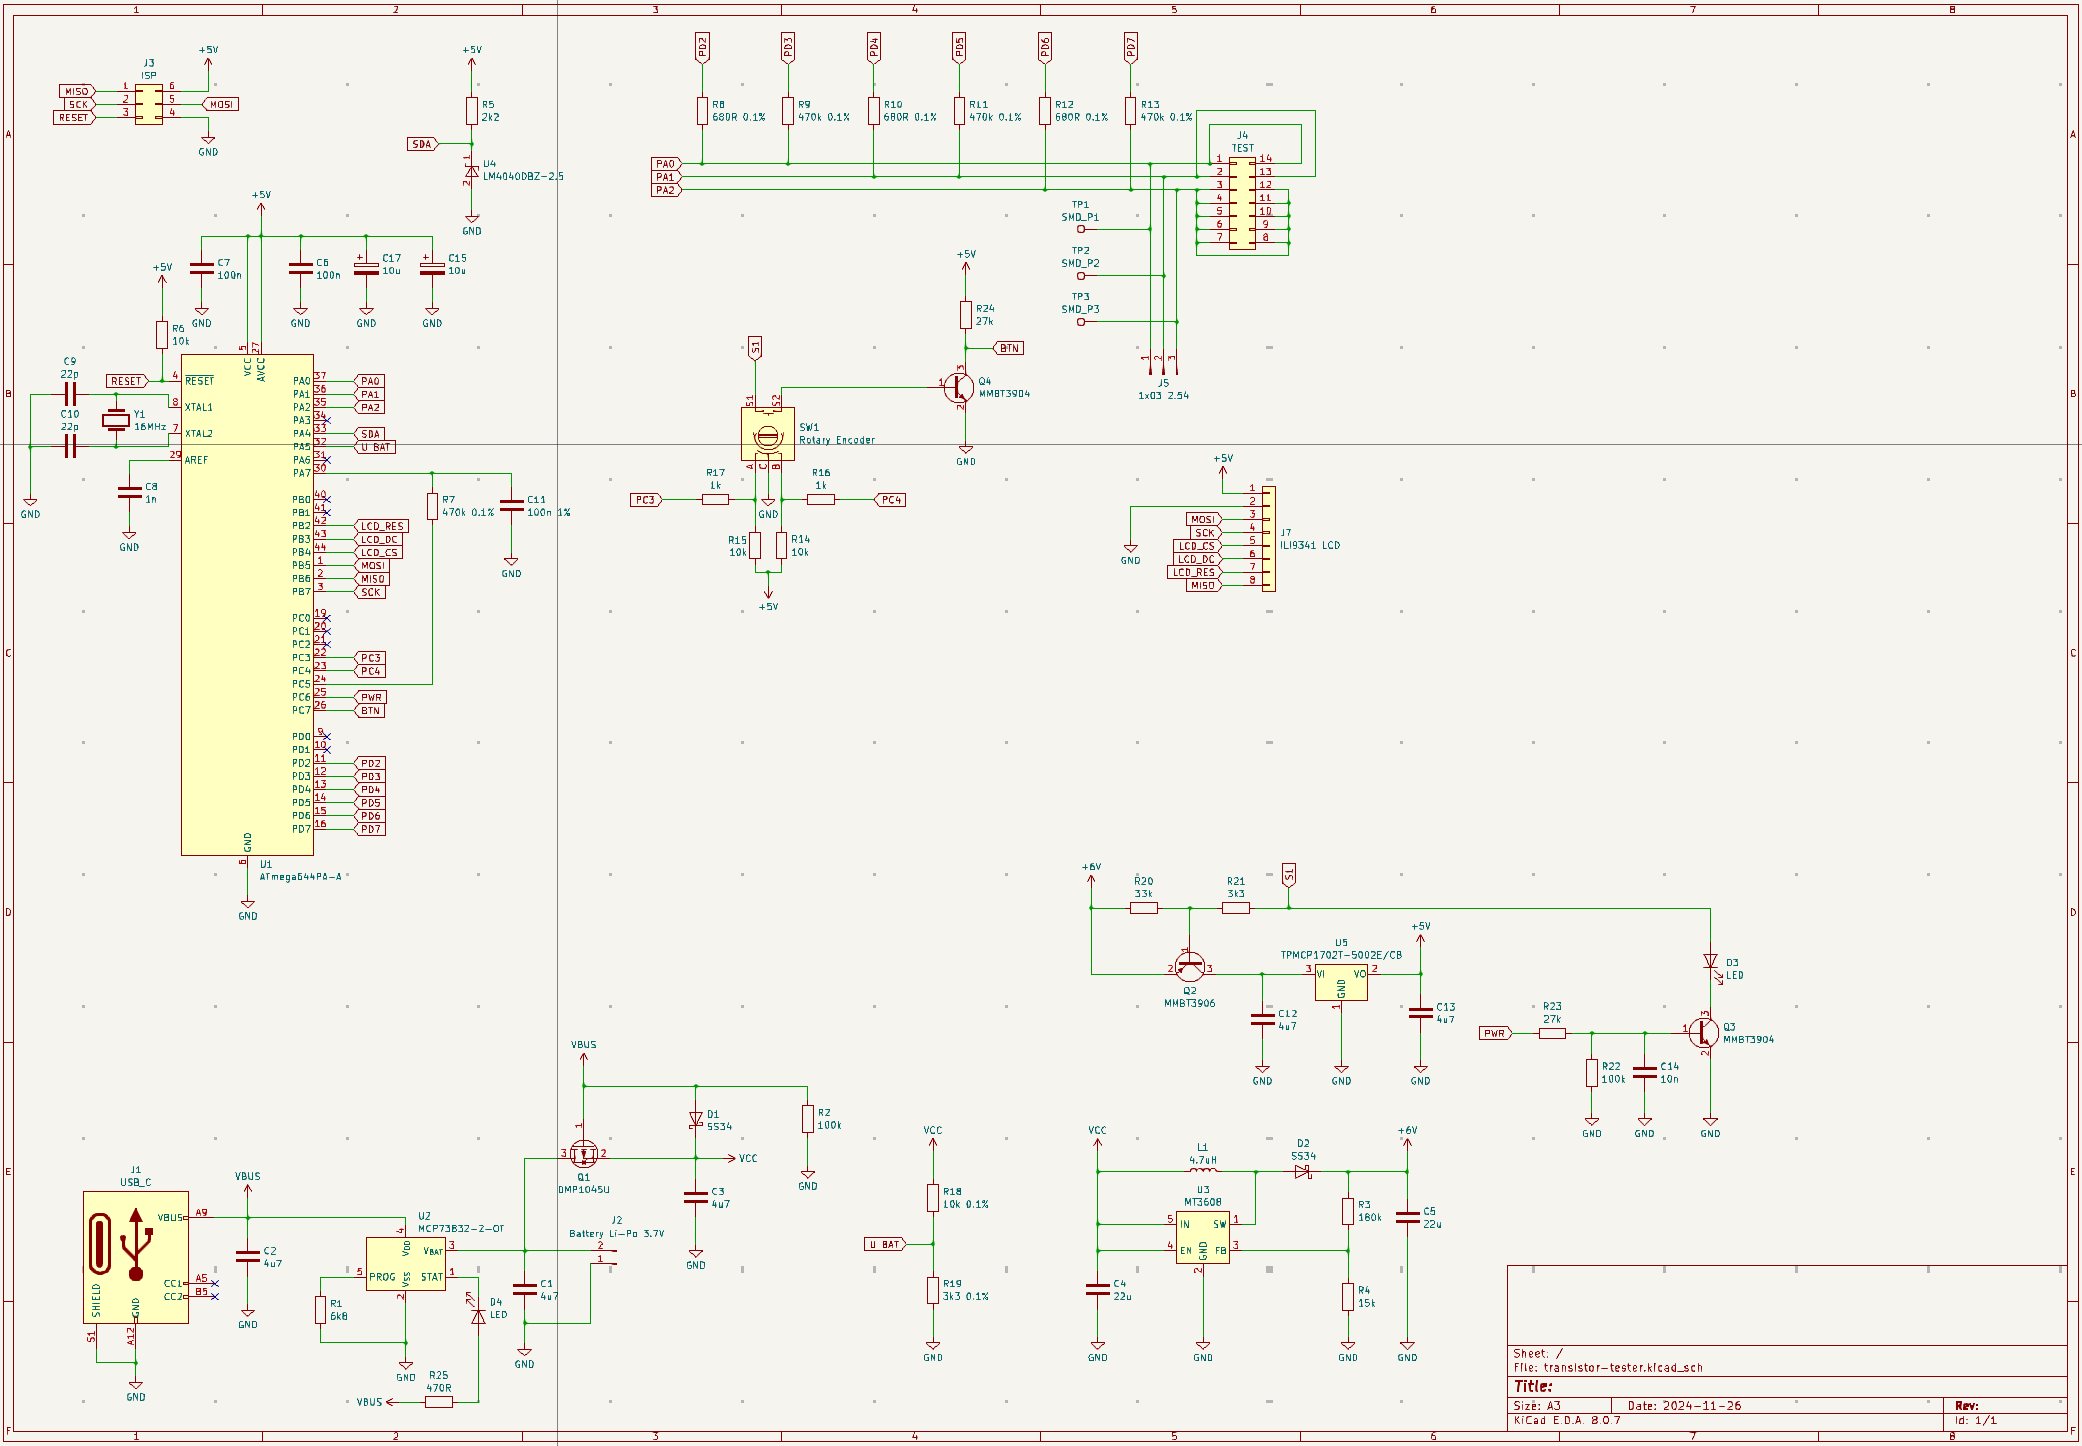 1 2 3 4 5 6 7 8
A B C D E F
J3
ISP
+5V
MISO 1 6
SCK 2 5 MOSI
RESET 3 4
GND
+5V
R5
2k2
SDA
1
U4
LM4040DBZ-2.5
2
GND
PD2 PD3 PD4 PD5 PD6 PD7
R8 R9 R10 R11 R12 R13
680R 0.1% 470k 0.1% 680R 0.1% 470k 0.1% 680R 0.1% 470k 0.1%
PA0
PA1
PA2
J4
TEST
1 14
2 13
3 12
4 11
5 10
6 9
7 8
TP1
SMD_P1
TP2
SMD_P2
TP3
SMD_P3
1 2 3
J5
1x03 2.54
+5V
C7
100n
C6
100n
C17
10u
C15
10u
GND GND GND GND
+5V
R6
10k
C9
22p
C10
22p
Y1
16MHz
GND
C8
1n
GND
RESET
5 VCC
27 AVCC
4 RESET
8 XTAL1
7 XTAL2
29 AREF
PA0 37 PA0
PA1 36 PA1
PA2 35 PA2
PA3 34
PA4 33 SDA
PA5 32 U BAT
PA6 31
PA7 30
PB0 40
PB1 41
PB2 42 LCD_RES
PB3 43 LCD_DC
PB4 44 LCD_CS
PB5 1 MOSI
PB6 2 MISO
PB7 3 SCK
PC0 19
PC1 20
PC2 21
PC3 22 PC3
PC4 23 PC4
PC5 24
PC6 25 PWR
PC7 26 BTN
PD0 9
PD1 10
PD2 11 PD2
PD3 12 PD3
PD4 13 PD4
PD5 14 PD5
PD6 15 PD6
PD7 16 PD7
GND
6
U1
ATmega644PA-A
GND
R7
470k 0.1%
C11
100n 1%
GND
+5V
R24
27k
BTN
3
1
Q4
MMBT3904
2
GND
S1
S1 S2
SW1
Rotary Encoder
A C B
R17
1k
R16
1k
PC3
PC4
GND
R15
10k
R14
10k
+5V
+5V
1
2
MOSI 3
SCK 4
LCD_CS 5
LCD_DC 6
LCD_RES 7
MISO 8
J7
ILI9341 LCD
GND
+6V
R20
33k
R21
3k3
S1
1
2 3
Q2
MMBT3906
U5
TPMCP1702T-5002E/CB
3 VI VO 2
GND
1
+5V
C12
4u7
C13
4u7
GND GND GND
D3
LED
PWR
R23
27k
3
1
Q3
MMBT3904
2
R22
100k
C14
10n
GND GND GND
VBUS
1
3 2
Q1
DMP1045U
D1
SS34
R2
100k
VCC
C3
4u7
GND
GND
J1
USB_C
VBUS A9
CC1 A5
CC2 B5
SHIELD GND
S1 A12
GND
VBUS
C2
4u7
GND
U2
MCP73832-2-OT
4
VDD
VBAT 3
5 PROG STAT 1
VSS
2
R1
6k8
GND
D4
LED
R25
470R
VBUS
C1
4u7
GND
J2
Battery Li-Po 3.7V
2
1
VCC
R18
10k 0.1%
U BAT
R19
3k3 0.1%
GND
VCC
L1
4.7uH
D2
SS34
+6V
U3
MT3608
5 IN SW 1
4 EN FB 3
GND
2
R3
180k
C5
22u
C4
22u
R4
15k
GND GND GND GND
Sheet: /
File: transistor-tester.kicad_sch
Title:
Size: A3 Date: 2024-11-26 Rev:
KiCad E.D.A. 8.0.7 Id: 1/1
1 2 3 4 5 6 7 8
A B C D E F